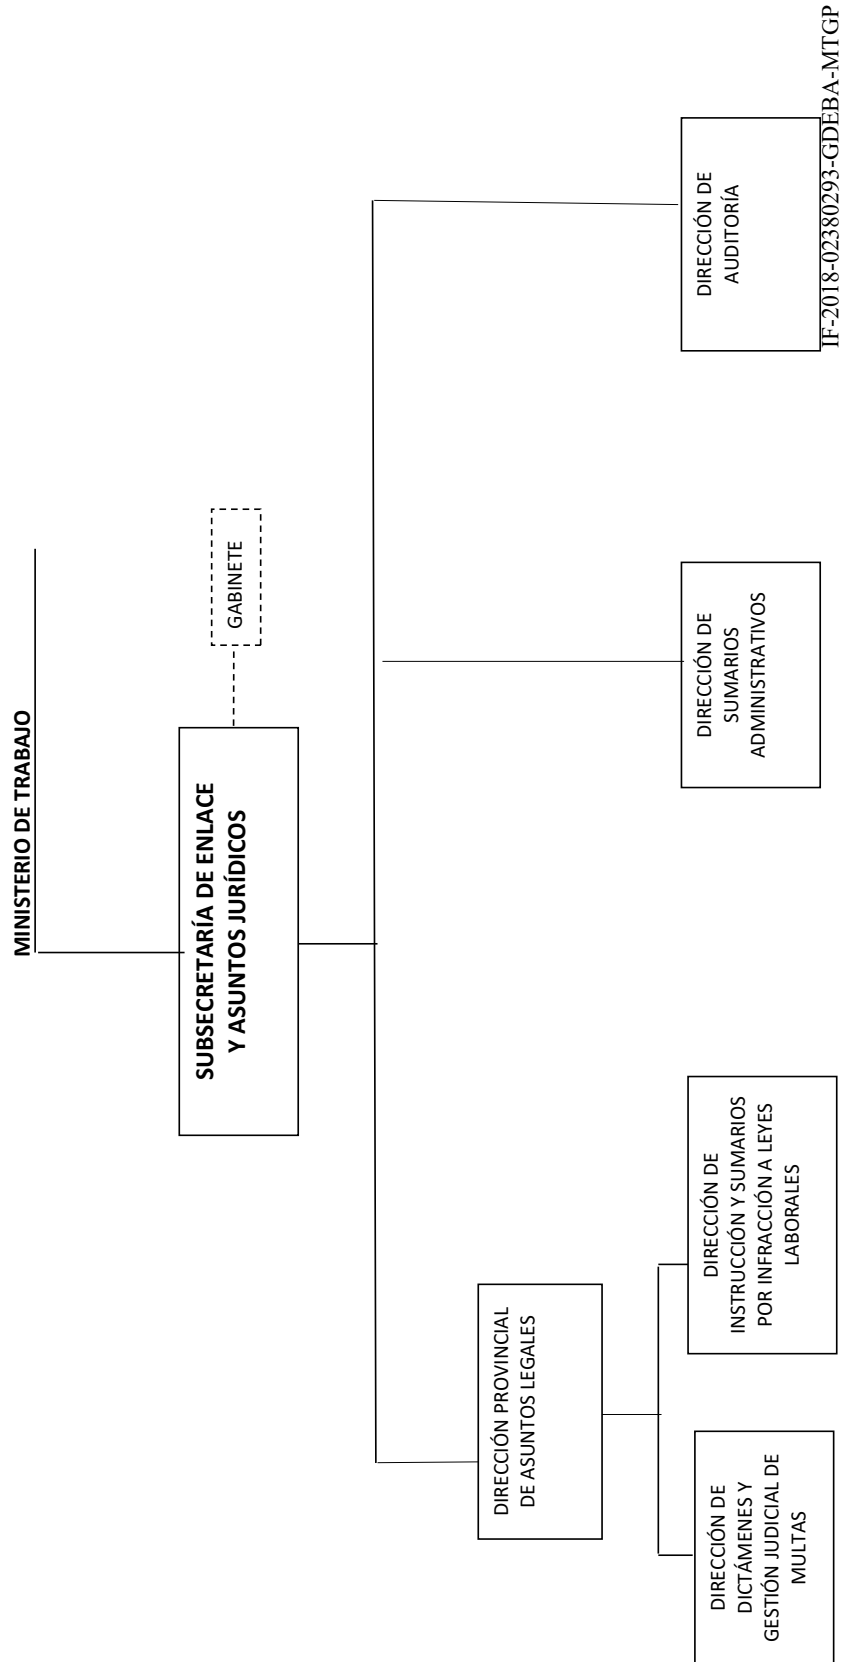 MINISTERIO DE TRABAJO
SUBSECRETARÍA DE ENLACE
Y ASUNTOS JURÍDICOS
GABINETE
DIRECCIÓN PROVINCIAL
DE ASUNTOS LEGALES
DIRECCIÓN DE
DICTÁMENES Y
GESTIÓN JUDICIAL DE
MULTAS
DIRECCIÓN DE
INSTRUCCIÓN Y SUMARIOS
POR INFRACCIÓN A LEYES
LABORALES
DIRECCIÓN DE
SUMARIOS
ADMINISTRATIVOS
DIRECCIÓN DE
AUDITORÍA
IF-2018-02380293-GDEBA-MTGP